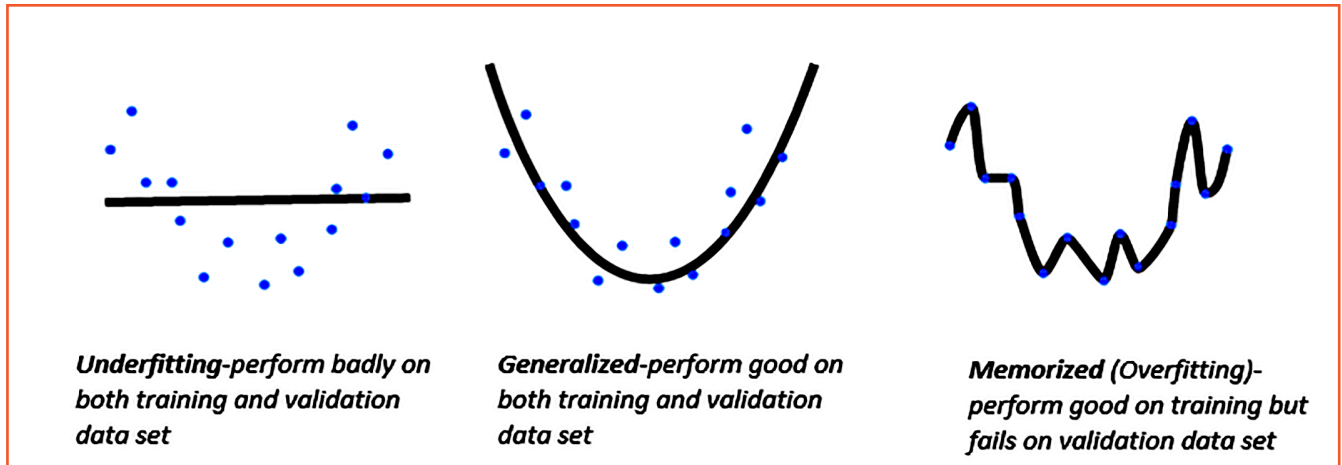 Underfitting-perform badly on
both training and validation
data set
Generalized-perform good on
both training and validation
data set
Memorized (Overfitting)-
perform good on training but
fails on validation data set